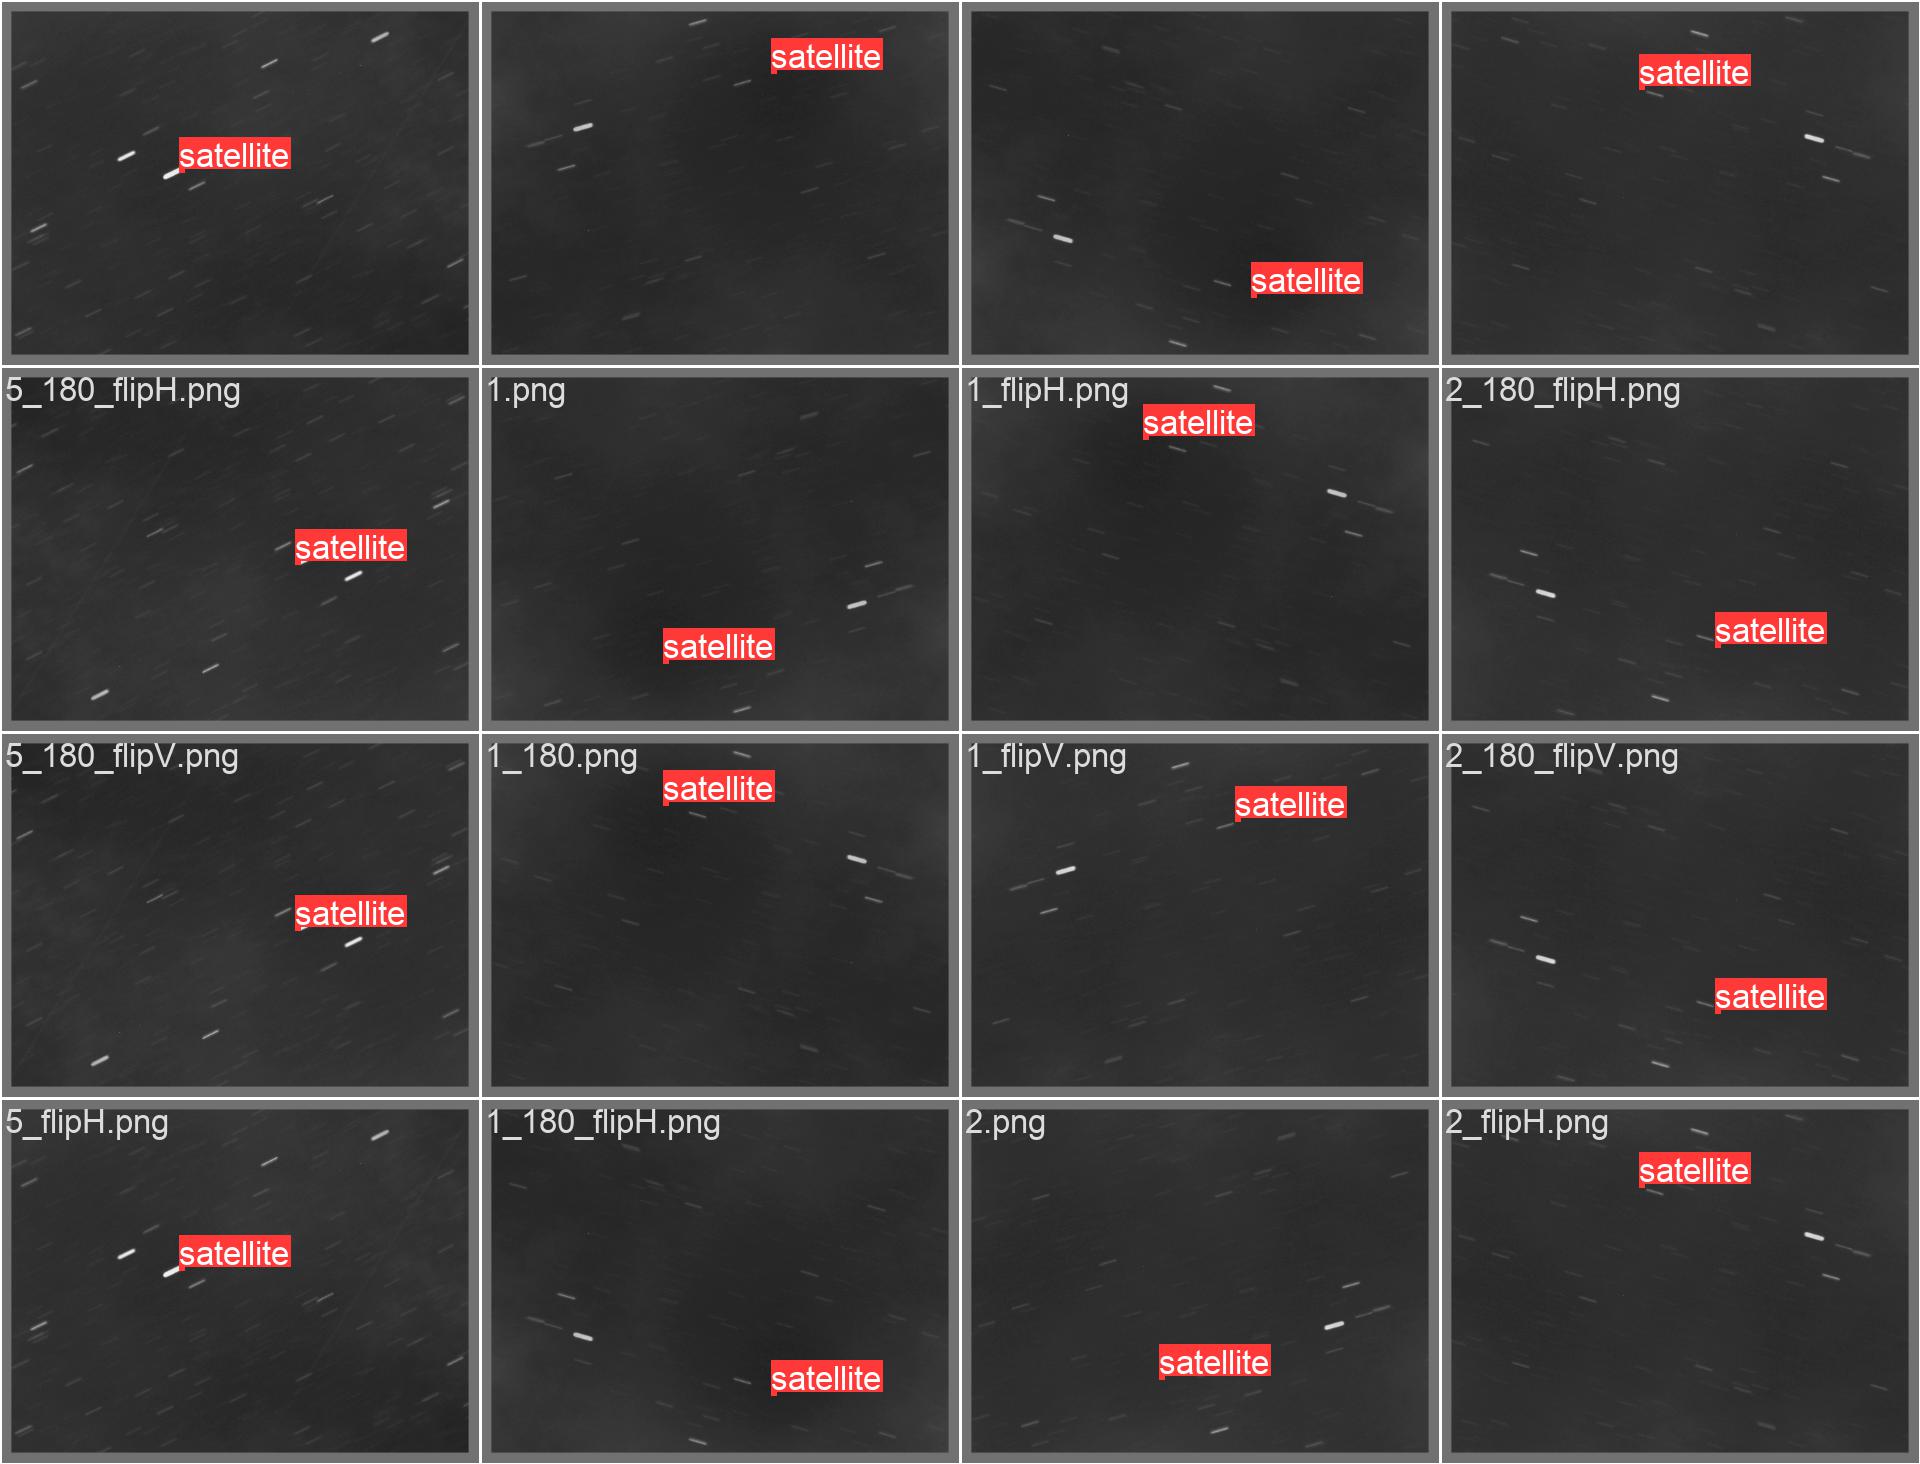 satellite
satellite
satellite
satellite
5_180_flipH.png
1.png
1_flipH.png
2_180_flipH.png
satellite
satellite
satellite
satellite
5_180_flipV.png
1_180.png
1_flipV.png
2_180_flipV.png
satellite
satellite
satellite
satellite
5_flipH.png
1_180_flipH.png
2.png
2_flipH.png
satellite
satellite
satellite
satellite